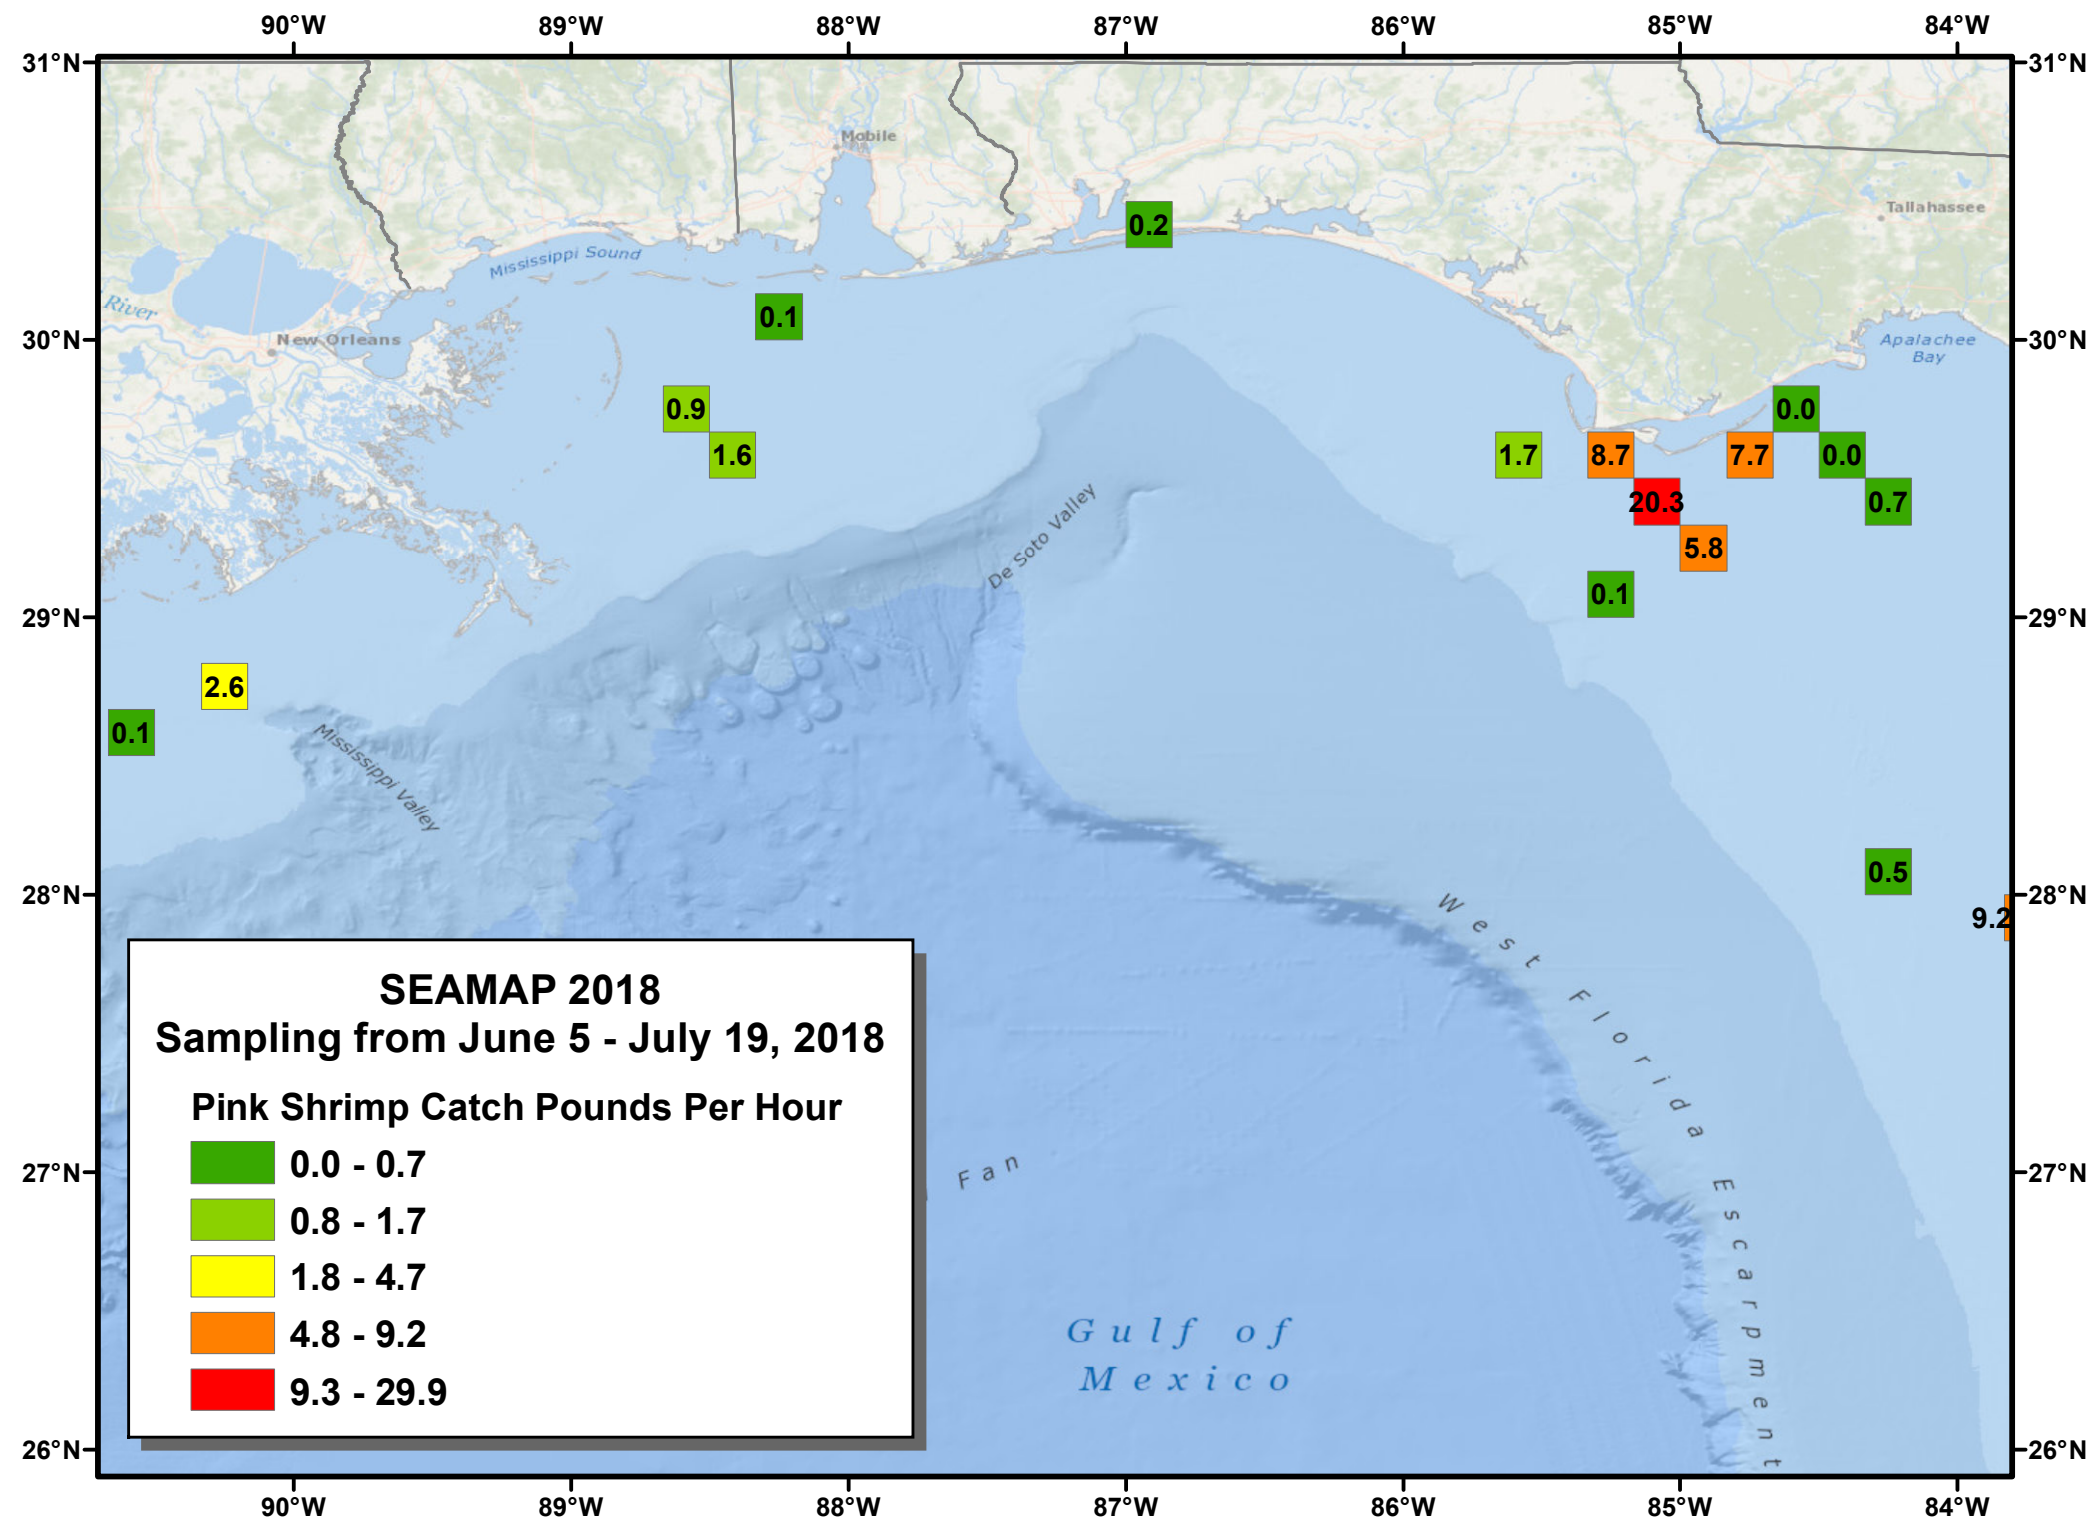 90°W 89°W 88°W 87°W 86°W 85°W 84°W
31°N 31°N
Mobile
Tallahassee
0.2
Mississippi Sound
River
0.1
New Orleans
30°N 30°N
Apalachee
Bay
0.9
0.0
1.6
1.7
8.7
7.7
0.0
20.3
0.7
De Soto Valley
5.8
0.1
29°N 29°N
2.6
0.1
Mississippi Valley
0.5
28°N 28°N
9.2
West Florida Escarpment
SEAMAP 2018
Sampling from June 5 - July 19, 2018
Pink Shrimp Catch Pounds Per Hour
0.0 - 0.7
0.8 - 1.7
1.8 - 4.7
4.8 - 9.2
9.3 - 29.9
27°N 27°N
Fan
Gulf of
Mexico
26°N 26°N
90°W 89°W 88°W 87°W 86°W 85°W 84°W